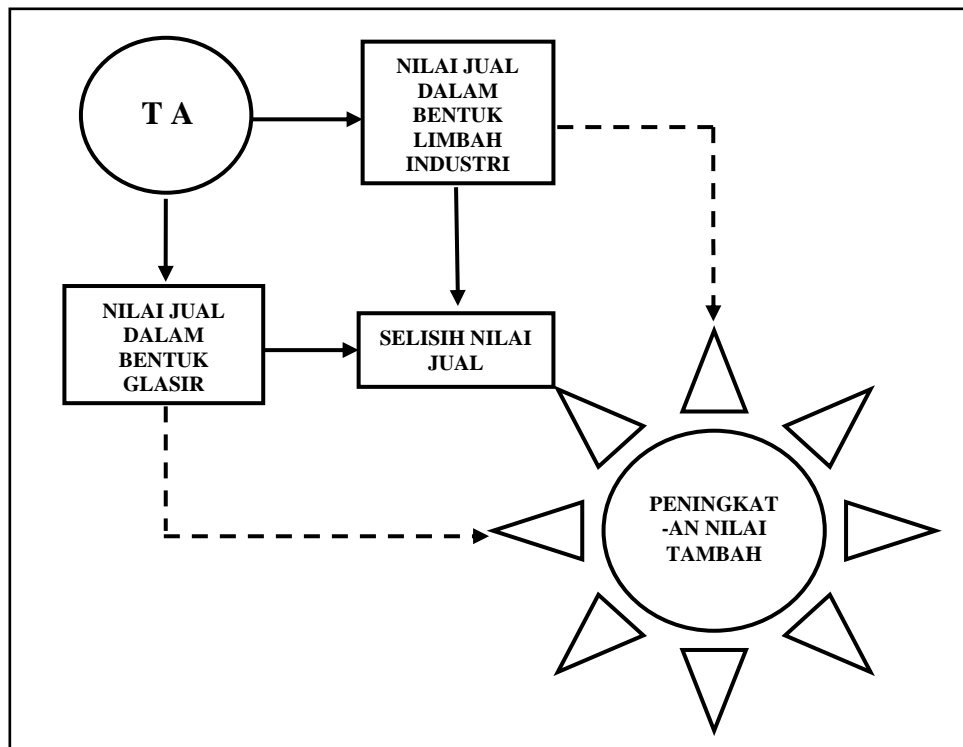 T A
NILAI JUAL
DALAM
BENTUK
LIMBAH
INDUSTRI
NILAI JUAL
DALAM
BENTUK
GLASIR
SELISIH NILAI
JUAL
PENINGKAT
-AN NILAI
TAMBAH